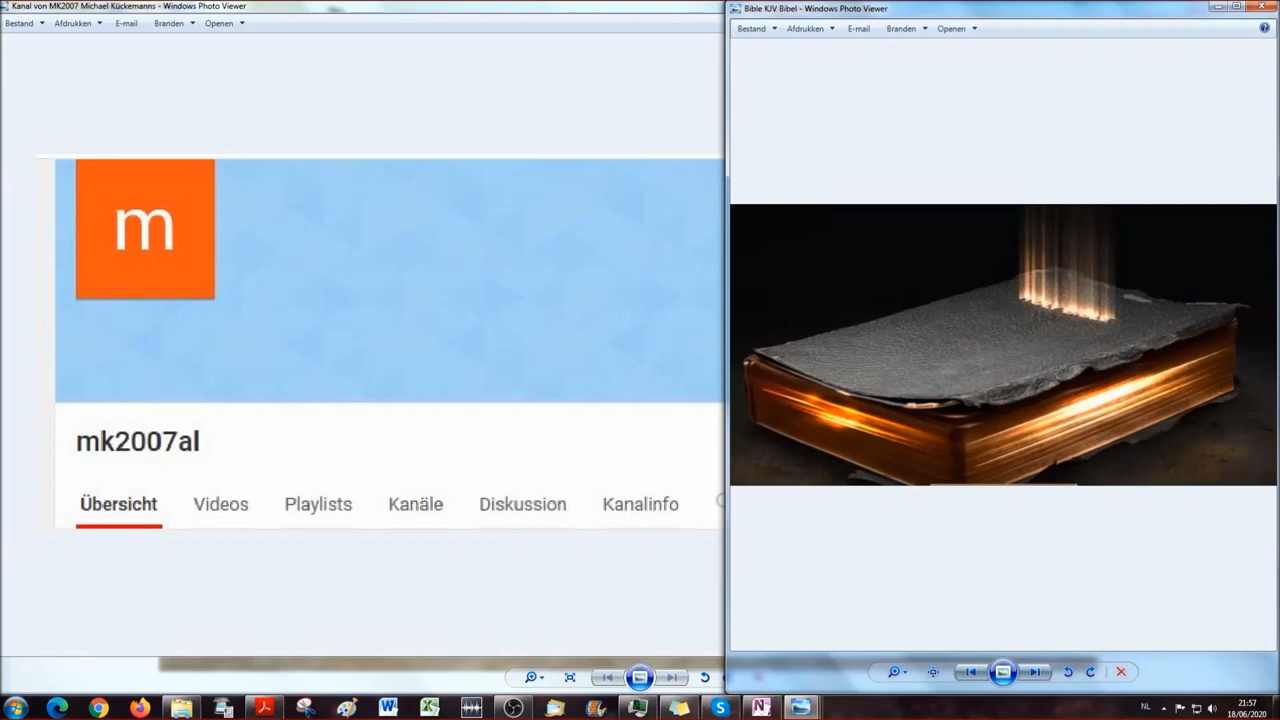 Kanal von MK2007 Michael Kückemanns - Windows Photo Viewer
Bestand Afdrukken E-mail Branden Openen
m
mk2007al
Übersicht Videos Playlists Kanäle Diskussion Kanalinfo
Bible KJV Bibel - Windows Photo Viewer
Bestand Afdrukken E-mail Branden Openen
NL
21:57
18/06/2020